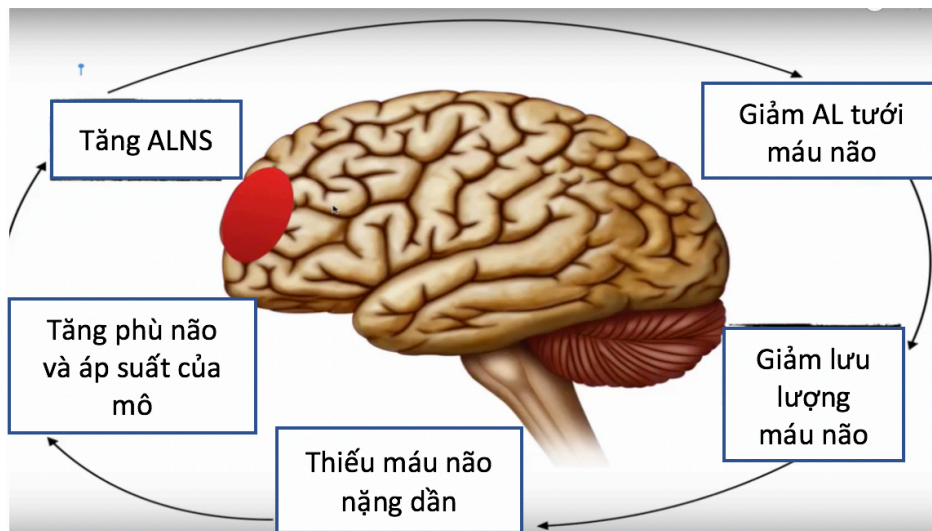 Tăng ALNS
Giảm AL tưới
máu não
Giảm lưu
lượng
máu não
Thiếu máu não
nặng dần
Tăng phù não
và áp suất của
mô